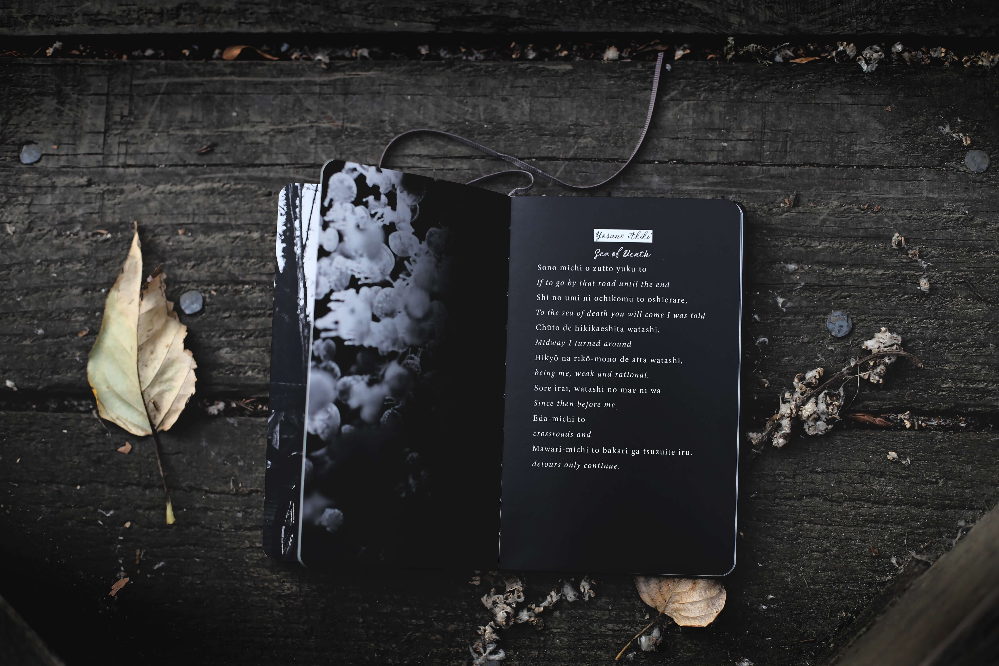 Yosano Akiko
Sea of Death
Sono michi o zutto yuku to
If to go by that road until the end
Shi no umi ni ochikomu to oshierare,
To the sea of death you will come I was told
Chūto de hikikaeshita watashi.
Midway I turned around
Hikyō na rikō-mono de atta watashi,
being me, weak and rational.
Sore irai, watashi no mae ni wa
Since then before me,
Eda-michi to
crossroads and
Mawari-michi to bakari ga tsuzuite iru.
detours only continue.